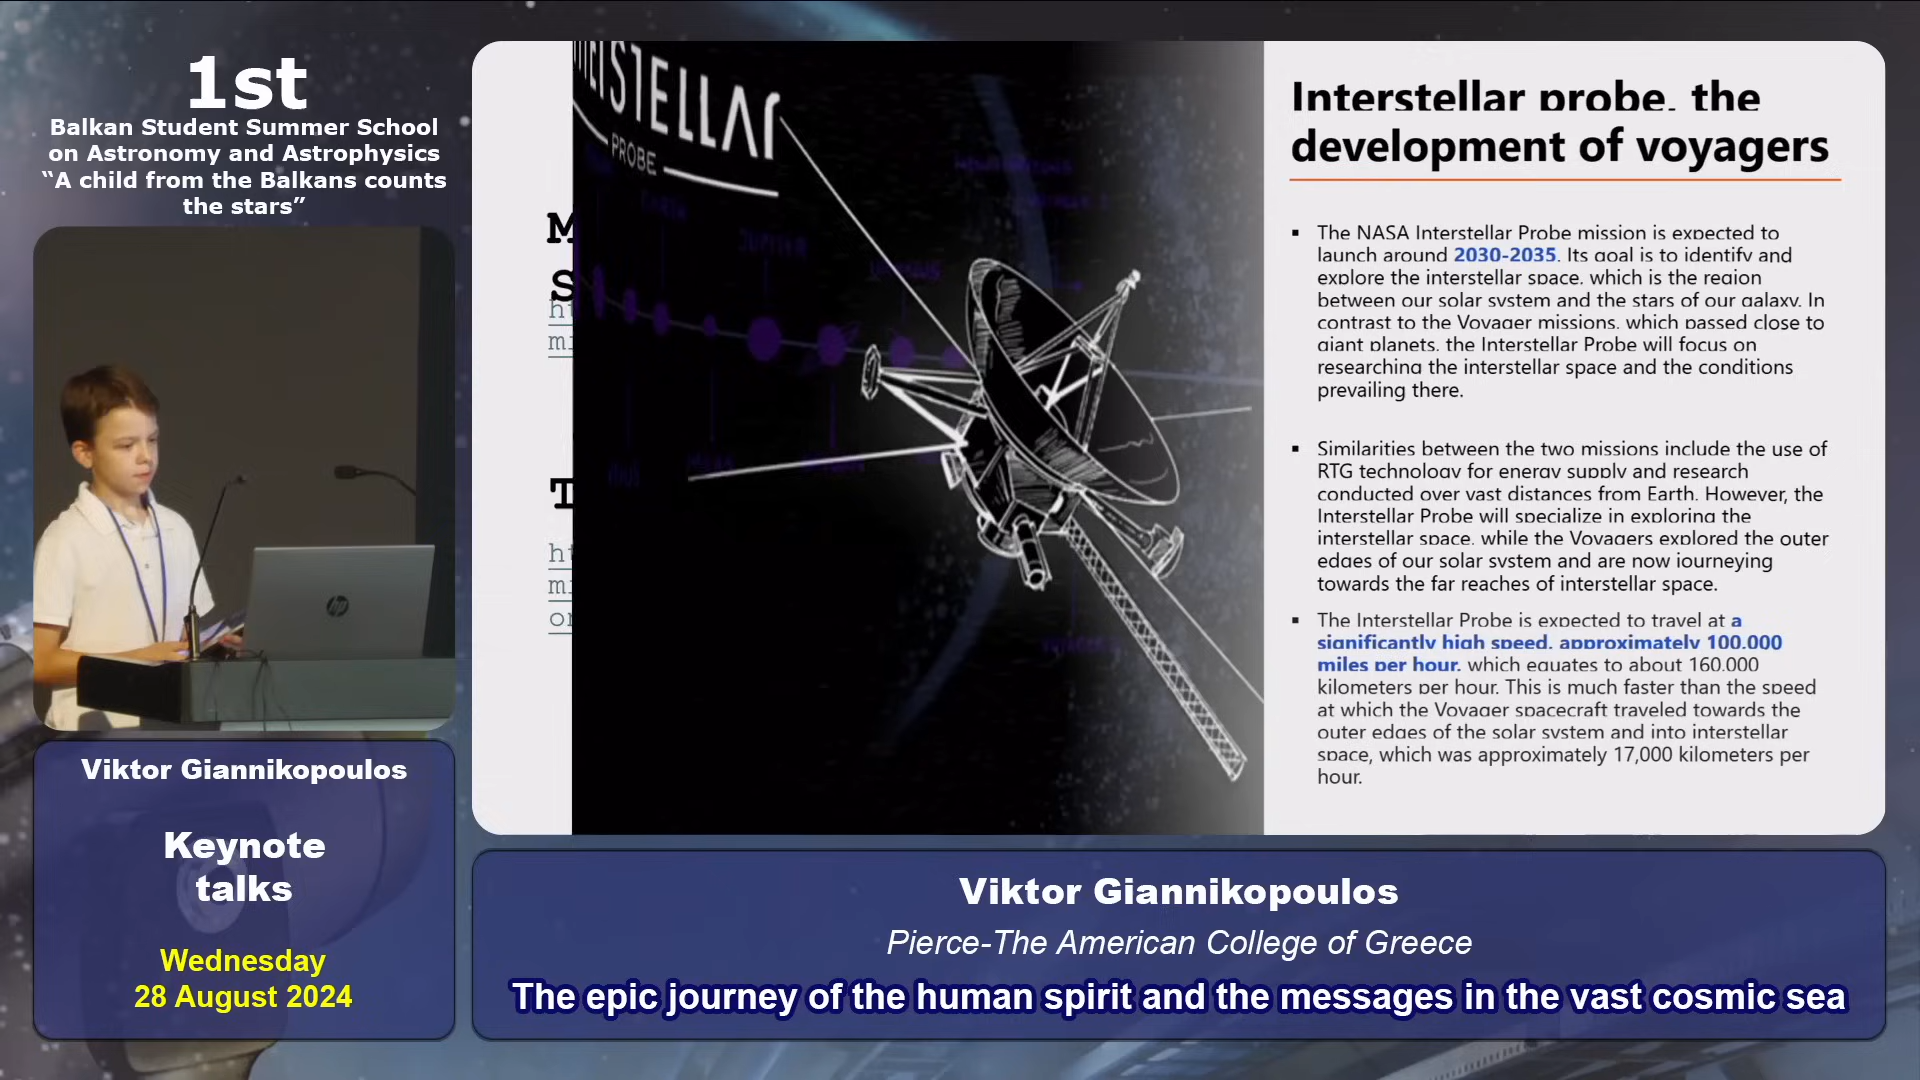 1st
Balkan Student Summer School
on Astronomy and Astrophysics
“A child from the Balkans counts
the stars”
hp
Viktor Giannikopoulos
Keynote
talks
Wednesday
28 August 2024
PROBE
EARTH
JUPITER
Interstellar probe, the
development of voyagers
▪ The NASA Interstellar Probe mission is expected to
launch around 2030-2035. Its goal is to identify and
explore the interstellar space, which is the region
between our solar system and the stars of our galaxy. In
contrast to the Voyager missions, which passed close to
giant planets, the Interstellar Probe will focus on
researching the interstellar space and the conditions
prevailing there.
▪ Similarities between the two missions include the use of
RTG technology for energy supply and research
conducted over vast distances from Earth. However, the
Interstellar Probe will specialize in exploring the
interstellar space, while the Voyagers explored the outer
edges of our solar system and are now journeying
towards the far reaches of interstellar space.
▪ The Interstellar Probe is expected to travel at a
significantly high speed, approximately 100,000
miles per hour, which equates to about 160,000
kilometers per hour. This is much faster than the speed
at which the Voyager spacecraft traveled towards the
outer edges of the solar system and into interstellar
space, which was approximately 17,000 kilometers per
hour.
Viktor Giannikopoulos
Pierce-The American College of Greece
The epic journey of the human spirit and the messages in the vast cosmic sea